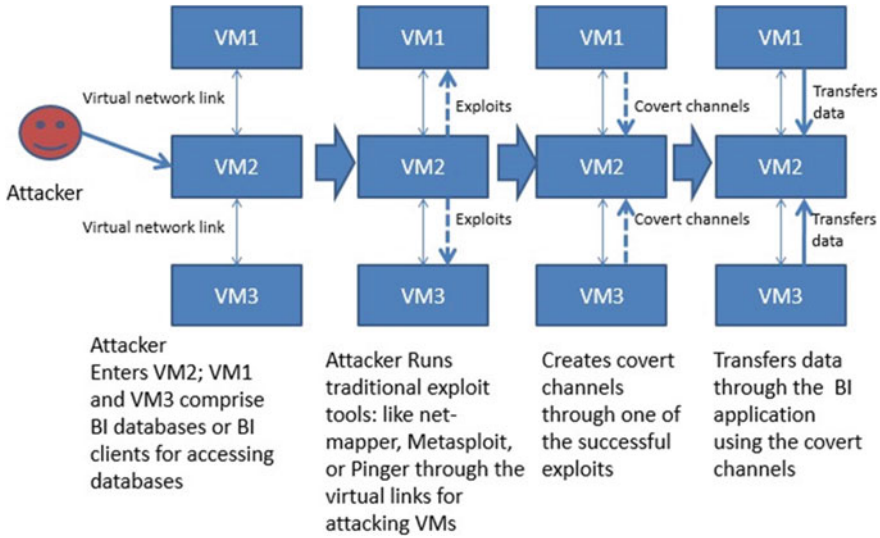 VM1
VM1
VM1
VM1
Virtual network link
Exploits
Covert channels
Transfers
data
Attacker
VM2
VM2
VM2
VM2
Virtual network link
Exploits
Covert channels
Transfers
data
VM3
VM3
VM3
VM3
Attacker
Enters VM2; VM1
and VM3 comprise
BI databases or BI
clients for accessing
databases
Attacker Runs
traditional exploit
tools: like net-
mapper, Metasploit,
or Pinger through the
virtual links for
attacking VMs
Creates covert
channels
through one of
the successful
exploits
Transfers data
through the BI
application
using the covert
channels